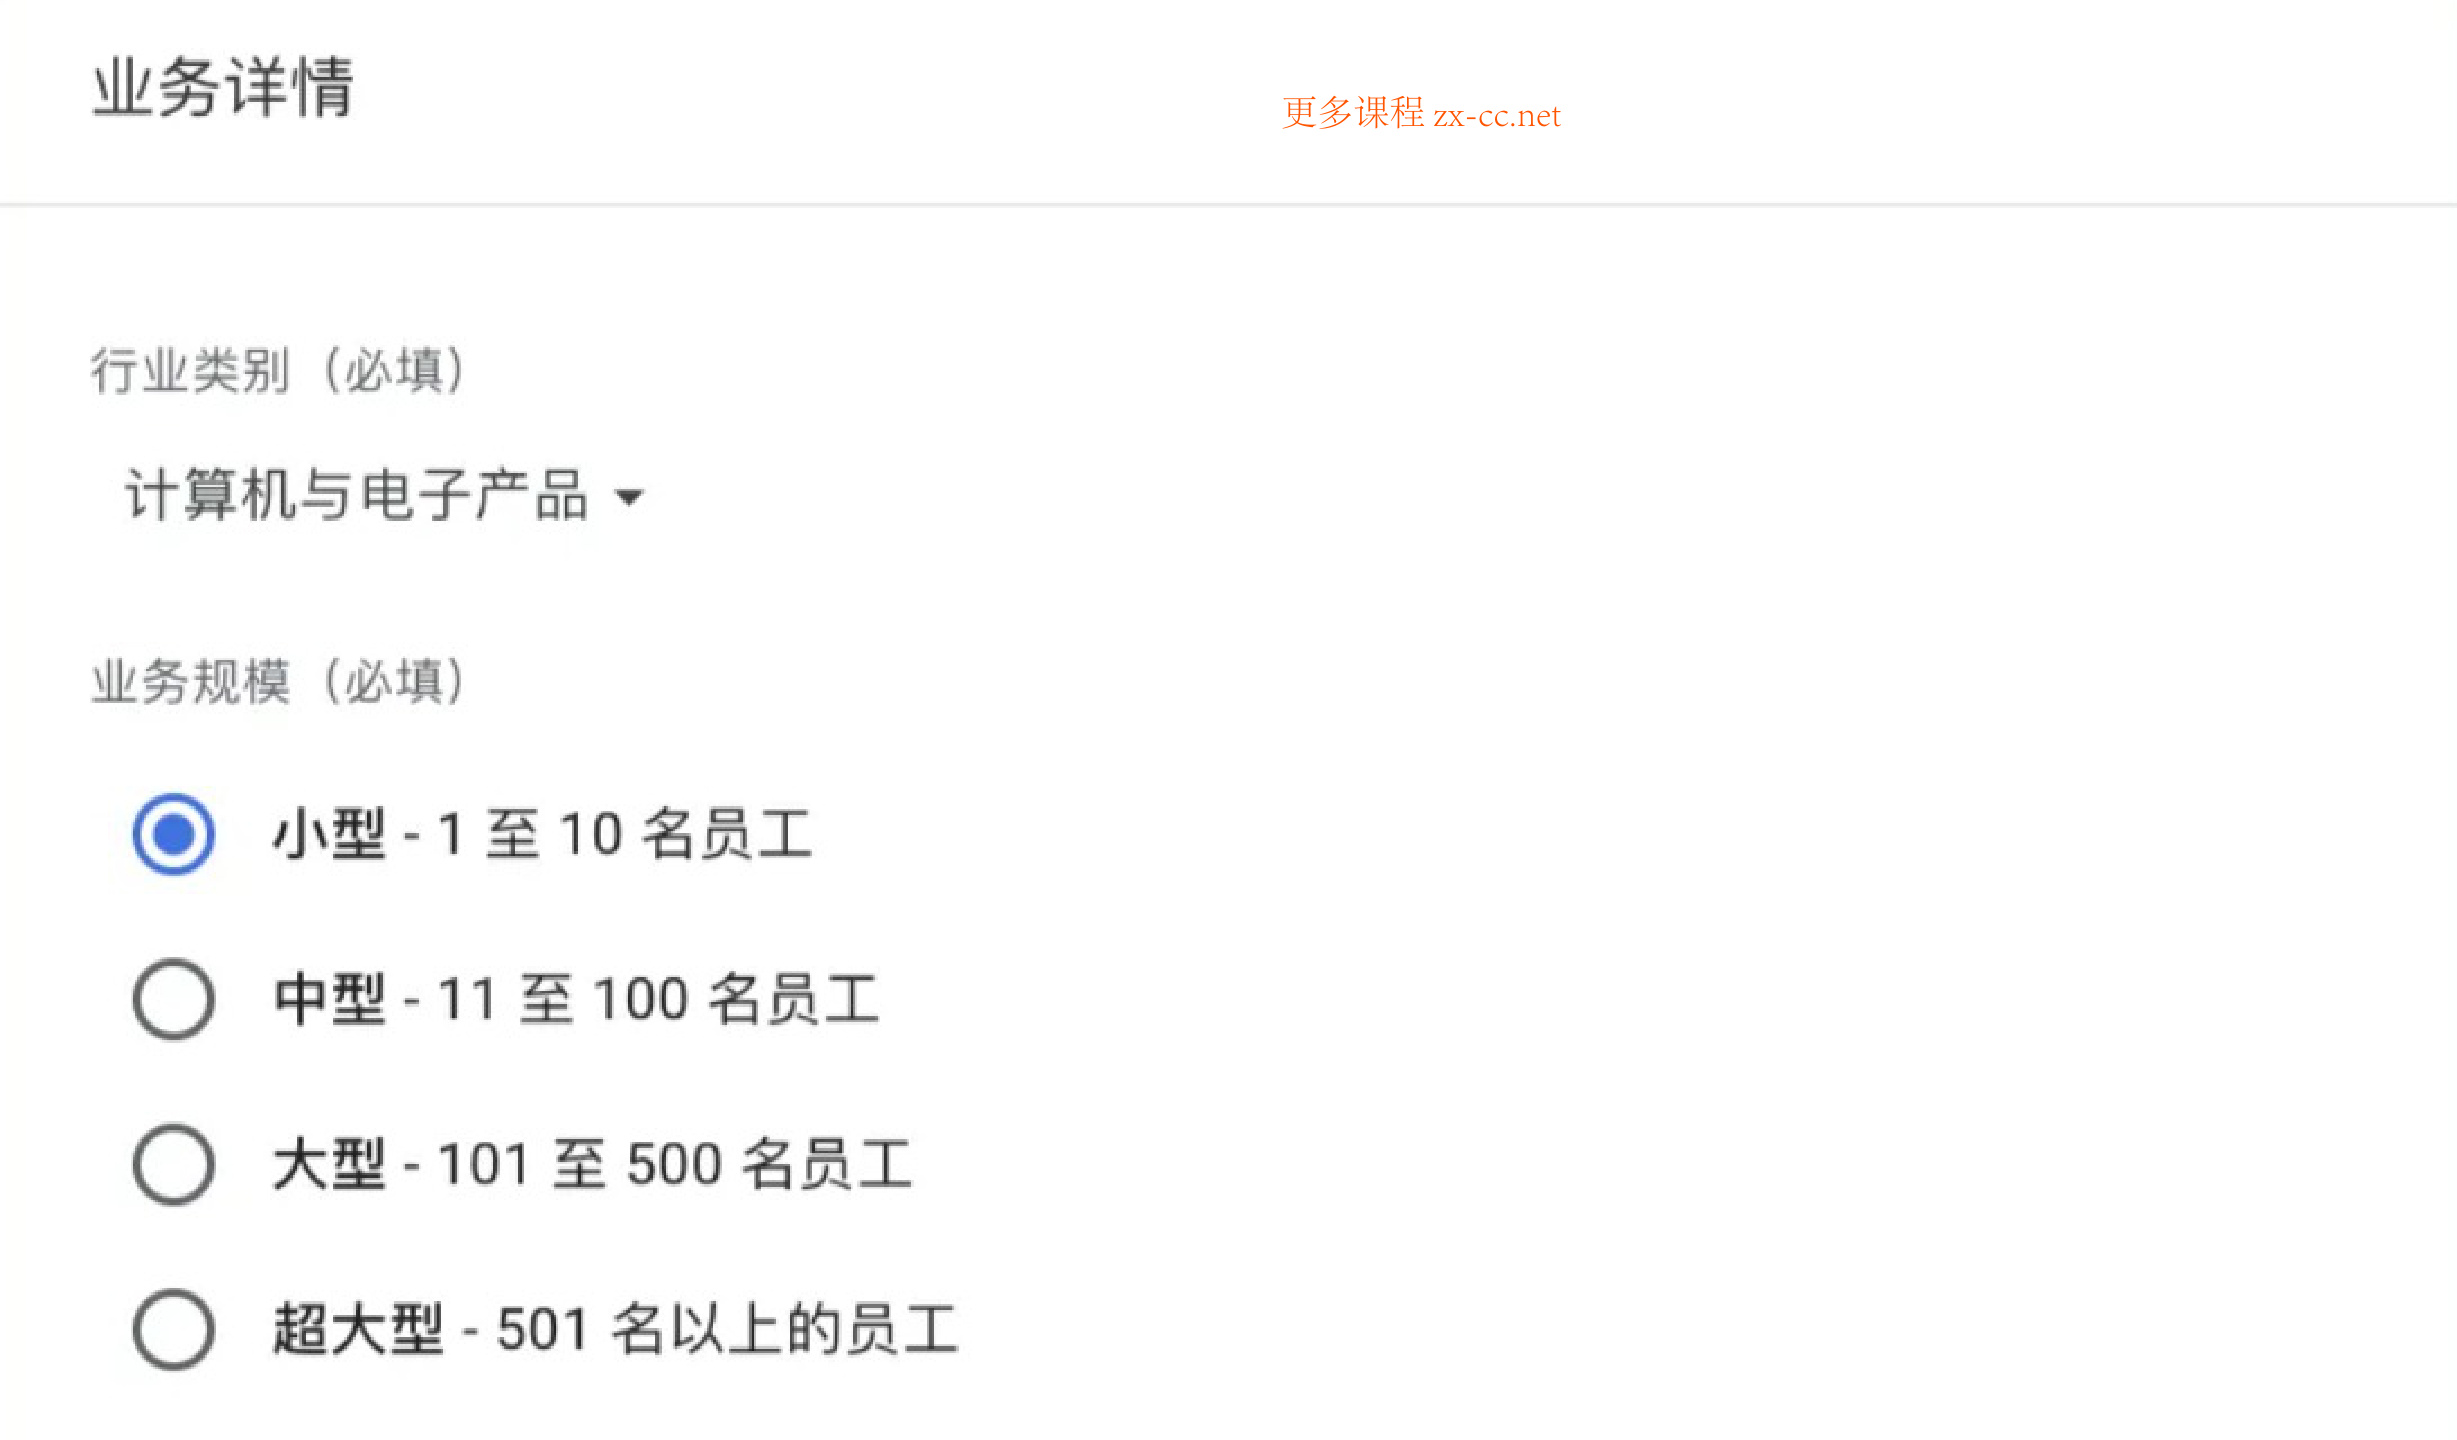 业务详情
更多课程 zx-cc.net
行业类别（必填）
计算机与电子产品
业务规模（必填）
小型 - 1 至 10 名员工
中型 - 11 至 100 名员工
大型 - 101 至 500 名员工
超大型 - 501 名以上的员工